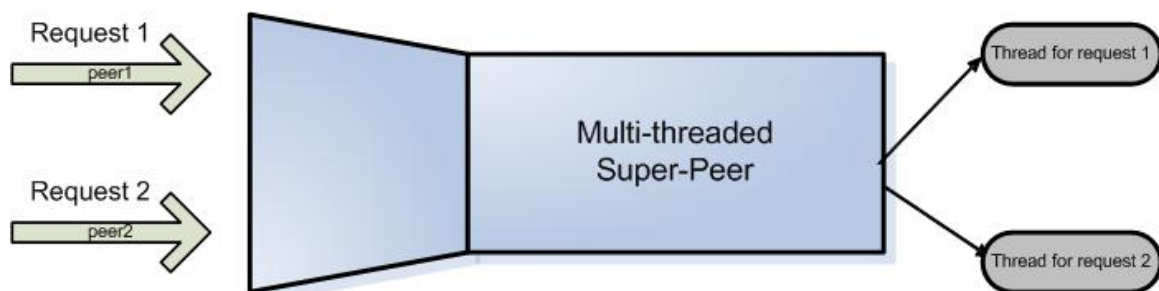 Request 1
peer1
Request 2
peer2
Multi-threaded
Super-Peer
Thread for request 1
Thread for request 2